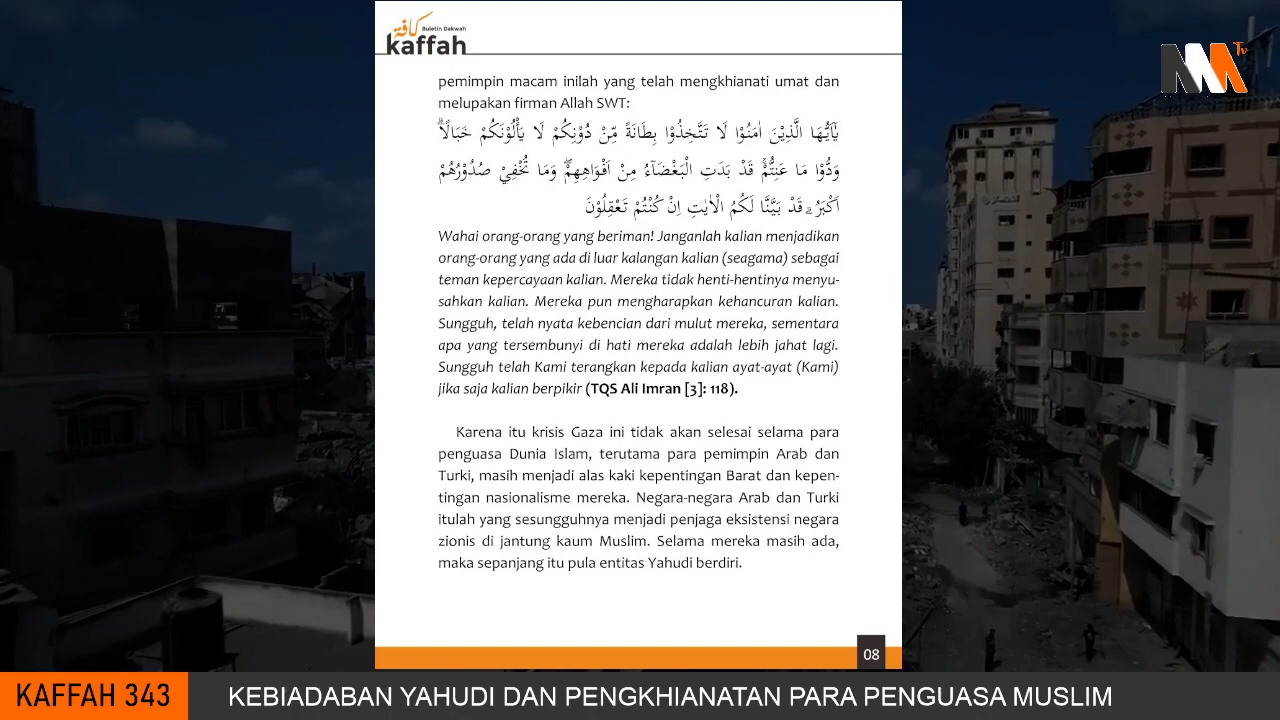 كافة
Buletin Dakwah
kaffah
Tv
pemimpin macam inilah yang telah mengkhianati umat dan
melupakan firman Allah SWT:
يٰٓاَيُّهَا الَّذِيْنَ اٰمَنُوْا لَا تَتَّخِذُوْا بِطَانَةً مِّنْ دُوْنِكُمْ لَا يَأْلُوْنَكُمْ خَبَالًاۗ
وَدُّوْا مَا عَنِتُّمْۚ قَدْ بَدَتِ الْبَغْضَاۤءُ مِنْ اَفْوَاهِهِمْۖ وَمَا تُخْفِيْ صُدُوْرُهُمْ
اَكْبَرُ ۗ قَدْ بَيَّنَّا لَكُمُ الْاٰيٰتِ اِنْ كُنْتُمْ تَعْقِلُوْنَ
Wahai orang-orang yang beriman! Janganlah kalian menjadikan
orang-orang yang ada di luar kalangan kalian (seagama) sebagai
teman kepercayaan kalian. Mereka tidak henti-hentinya menyu-
sahkan kalian. Mereka pun mengharapkan kehancuran kalian.
Sungguh, telah nyata kebencian dari mulut mereka, sementara
apa yang tersembunyi di hati mereka adalah lebih jahat lagi.
Sungguh telah Kami terangkan kepada kalian ayat-ayat (Kami)
jika saja kalian berpikir (TQS Ali Imran [3]: 118).
Karena itu krisis Gaza ini tidak akan selesai selama para
penguasa Dunia Islam, terutama para pemimpin Arab dan
Turki, masih menjadi alas kaki kepentingan Barat dan kepen-
tingan nasionalisme mereka. Negara-negara Arab dan Turki
itulah yang sesungguhnya menjadi penjaga eksistensi negara
zionis di jantung kaum Muslim. Selama mereka masih ada,
maka sepanjang itu pula entitas Yahudi berdiri.
08
KAFFAH 343
KEBIADABAN YAHUDI DAN PENGKHIANATAN PARA PENGUASA MUSLIM